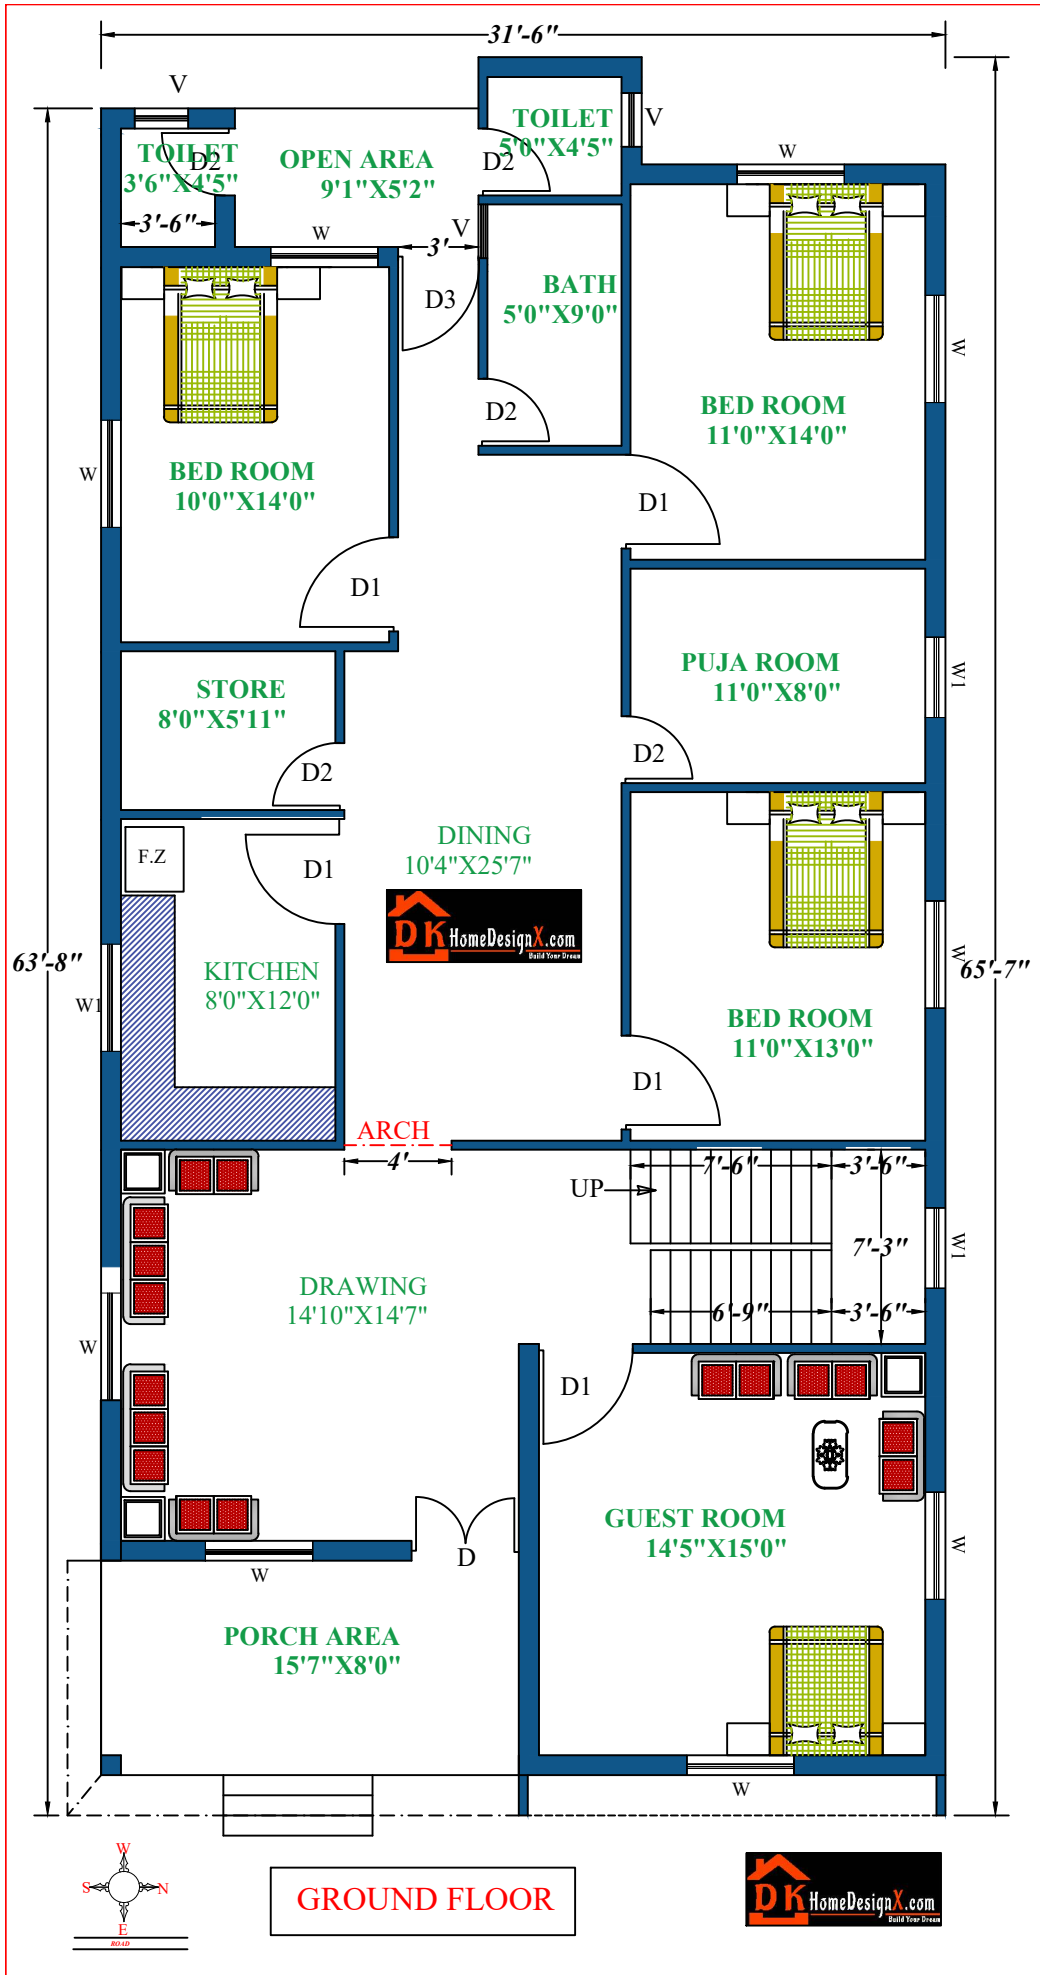 31'-6"
V
TOILET
5'0"X4'5"
V
TOILET
D2
3'6"X4'5"
OPEN AREA
9'1"X5'2"
D2
W
3'-6"
W
3'
V
D3
BATH
5'0"X9'0"
D2
W
BED ROOM
11'0"X14'0"
W
BED ROOM
10'0"X14'0"
D1
D1
STORE
8'0"X5'11"
D2
PUJA ROOM
11'0"X8'0"
W1
D2
F.Z
D1
DINING
10'4"X25'7"
DK HomeDesignX.com
Build Your Dream
63'-8"
W
65'-7"
KITCHEN
8'0"X12'0"
W1
BED ROOM
11'0"X13'0"
D1
ARCH
4'
7'-6"
3'-6"
UP
7'-3"
W1
DRAWING
14'10"X14'7"
6'-9"
3'-6"
W
D1
GUEST ROOM
14'5"X15'0"
W
D
W
PORCH AREA
15'7"X8'0"
W
W
S
N
E
ROAD
GROUND FLOOR
DK HomeDesignX.com
Build Your Dream